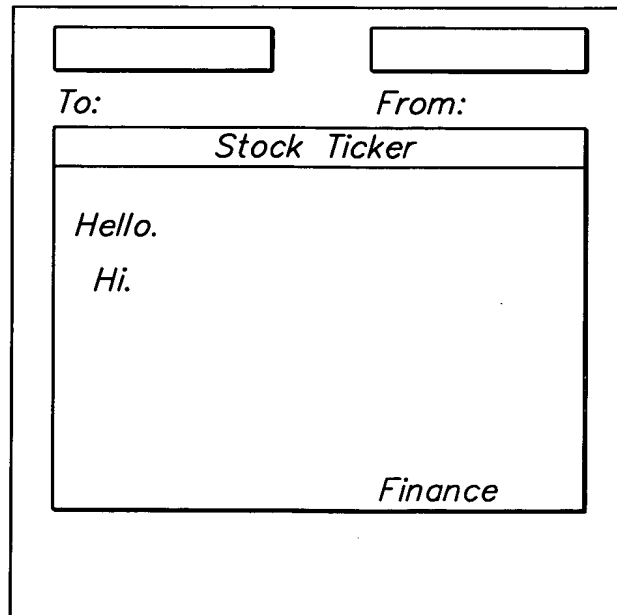 To: From:
Stock Ticker
Hello.
Hi.
Finance